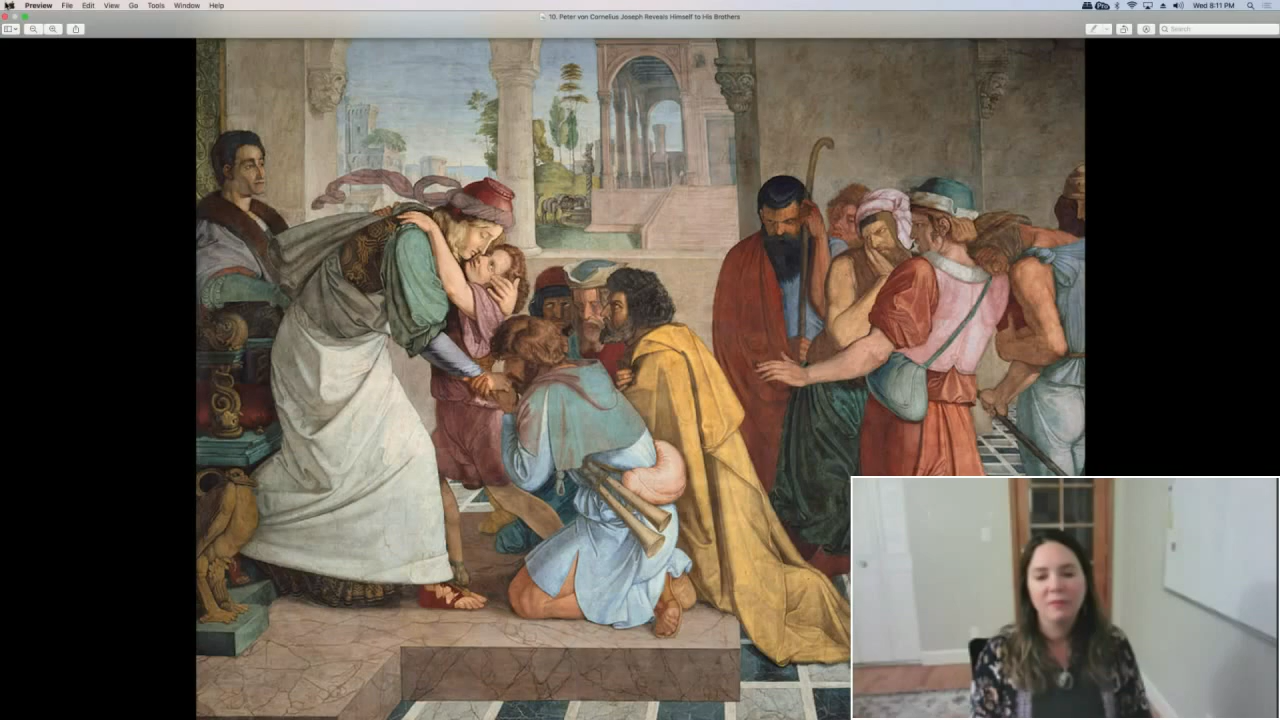 Preview File Edit View Go Tools Window Help Wed 8:11 PM
10. Peter von Cornelius Joseph Reveals Himself to His Brothers
Search